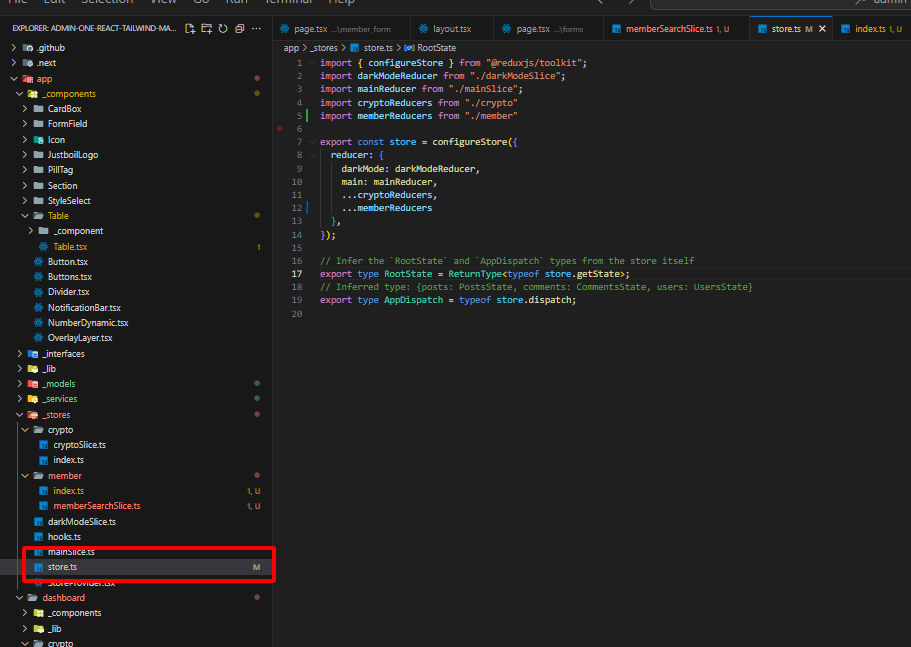 File Edit Selection View Go Run Terminal Help
admin
EXPLORER: ADMIN-ONE-REACT-TAILWIND-MA...
.github
.next
app
_components
CardBox
FormField
Icon
JustboilLogo
PillTag
Section
StyleSelect
Table
_component
Table.tsx 1
Button.tsx
Buttons.tsx
Divider.tsx
NotificationBar.tsx
NumberDynamic.tsx
OverlayLayer.tsx
_interfaces
_lib
_models
_services
_stores
crypto
cryptoSlice.ts
index.ts
member
index.ts 1, U
memberSearchSlice.ts 1, U
darkModeSlice.ts
hooks.ts
mainSlice.ts
store.ts M
StoreProvider.tsx
dashboard
_components
_lib
crypto
page.tsx ...\member_form
layout.tsx
page.tsx ...\forms
memberSearchSlice.ts 1, U
store.ts M
index.ts 1, U
app > _stores > store.ts > RootState
1 import { configureStore } from "@reduxjs/toolkit";
2 import darkModeReducer from "./darkModeSlice";
3 import mainReducer from "./mainSlice";
4 import cryptoReducers from "./crypto"
5 import memberReducers from "./member"
6
7 export const store = configureStore({
8 reducer: {
9 darkMode: darkModeReducer,
10 main: mainReducer,
11 ...cryptoReducers,
12 ...memberReducers
13 },
14 });
15
16 // Infer the `RootState` and `AppDispatch` types from the store itself
17 export type RootState = ReturnType<typeof store.getState>;
18 // Inferred type: {posts: PostsState, comments: CommentsState, users: UsersState}
19 export type AppDispatch = typeof store.dispatch;
20